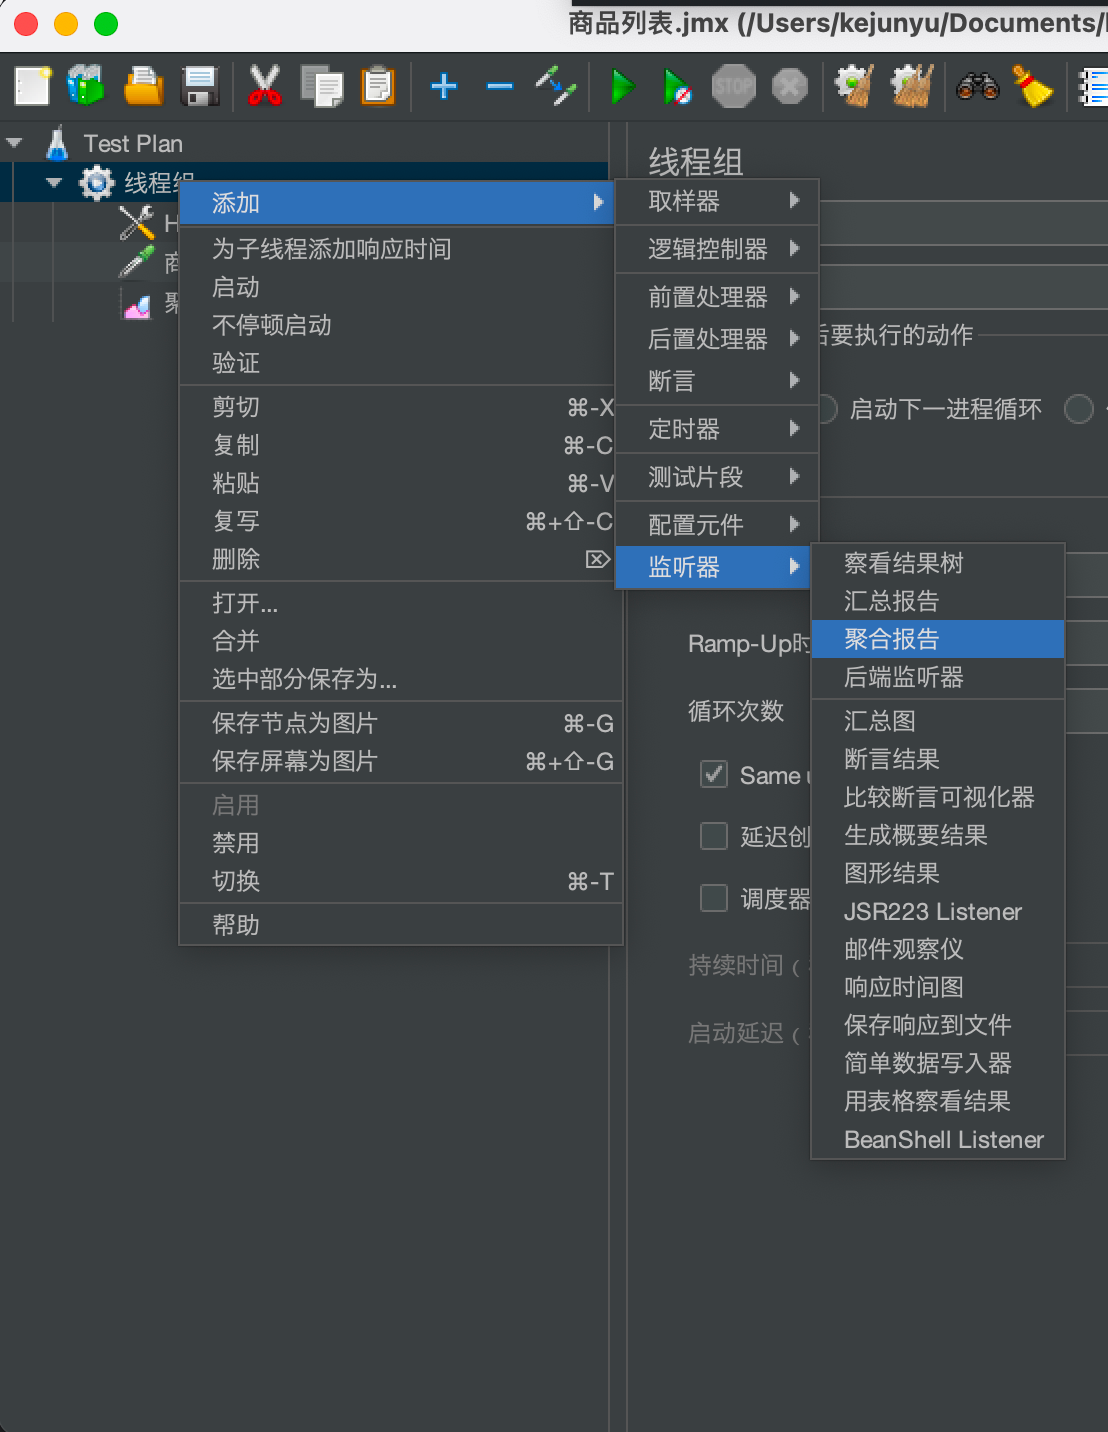 商品列表.jmx (/Users/kejunyu/Documents/
STOP
Test Plan
线程组
H
商
聚
添加
为子线程添加响应时间
启动
不停顿启动
验证
剪切 ⌘-X
复制 ⌘-C
粘贴 ⌘-V
复写 ⌘+⇧-C
删除 ⌦
打开...
合并
选中部分保存为...
保存节点为图片 ⌘-G
保存屏幕为图片 ⌘+⇧-G
启用
禁用
切换 ⌘-T
帮助
取样器
逻辑控制器
前置处理器
后置处理器
断言
定时器
测试片段
配置元件
监听器
察看结果树
汇总报告
聚合报告
后端监听器
汇总图
断言结果
比较断言可视化器
生成概要结果
图形结果
JSR223 Listener
邮件观察仪
响应时间图
保存响应到文件
简单数据写入器
用表格察看结果
BeanShell Listener
线程组
后要执行的动作
启动下一进程循环
Ramp-Up时
循环次数
Same u
延迟创
调度器
持续时间（
启动延迟（